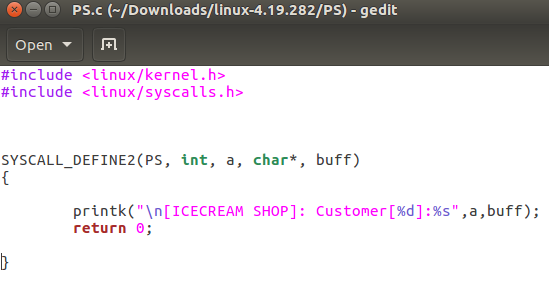 PS.c (~/Downloads/linux-4.19.282/PS) - gedit
Open
#include <linux/kernel.h>
#include <linux/syscalls.h>
SYSCALL_DEFINE2(PS, int, a, char*, buff)
{
printk("\n[ICECREAM SHOP]: Customer[%d]:%s",a,buff);
return 0;
}